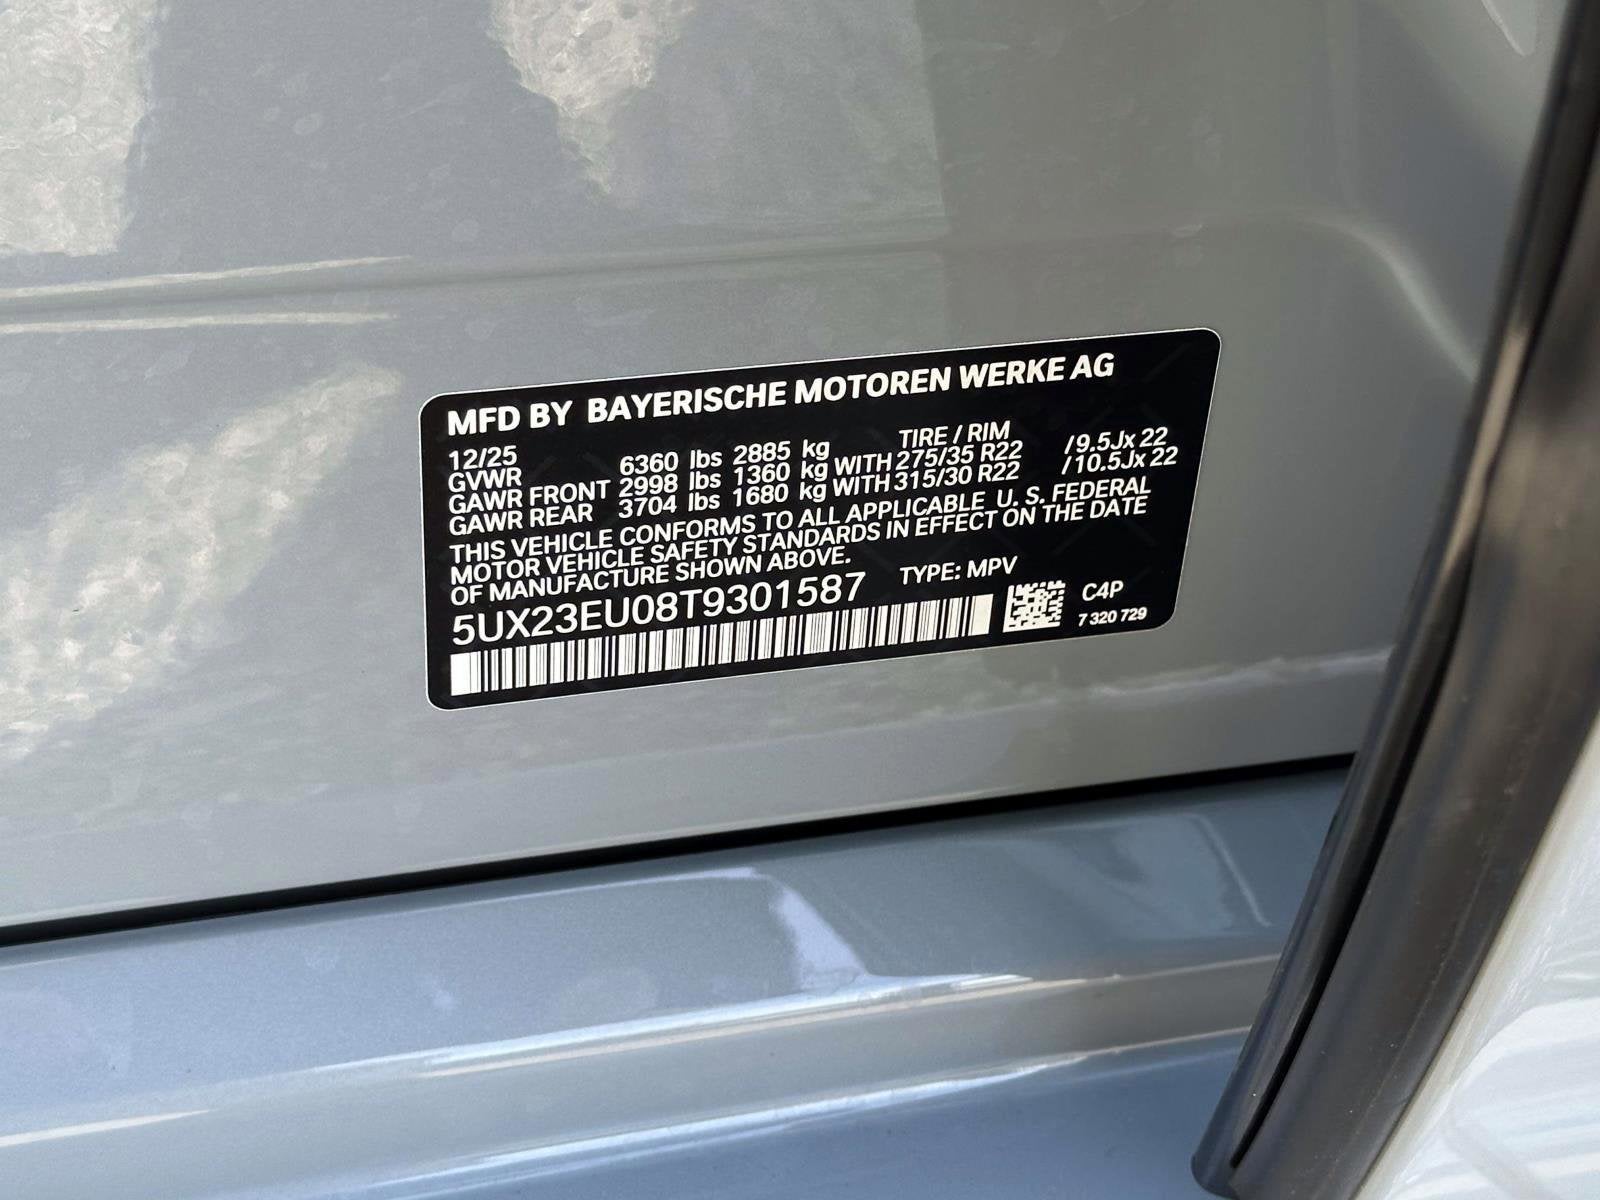 MFD BY BAYERISCHE MOTOREN WERKE AG
12/25 TIRE / RIM
GVWR 6360 lbs 2885 kg
GAWR FRONT 2998 lbs 1360 kg WITH 275/35 R22 /9.5Jx 22
GAWR REAR 3704 lbs 1680 kg WITH 315/30 R22 /10.5Jx 22
THIS VEHICLE CONFORMS TO ALL APPLICABLE U. S. FEDERAL
MOTOR VEHICLE SAFETY STANDARDS IN EFFECT ON THE DATE
OF MANUFACTURE SHOWN ABOVE.
5UX23EU08T9301587 TYPE: MPV
C4P
7 320 729